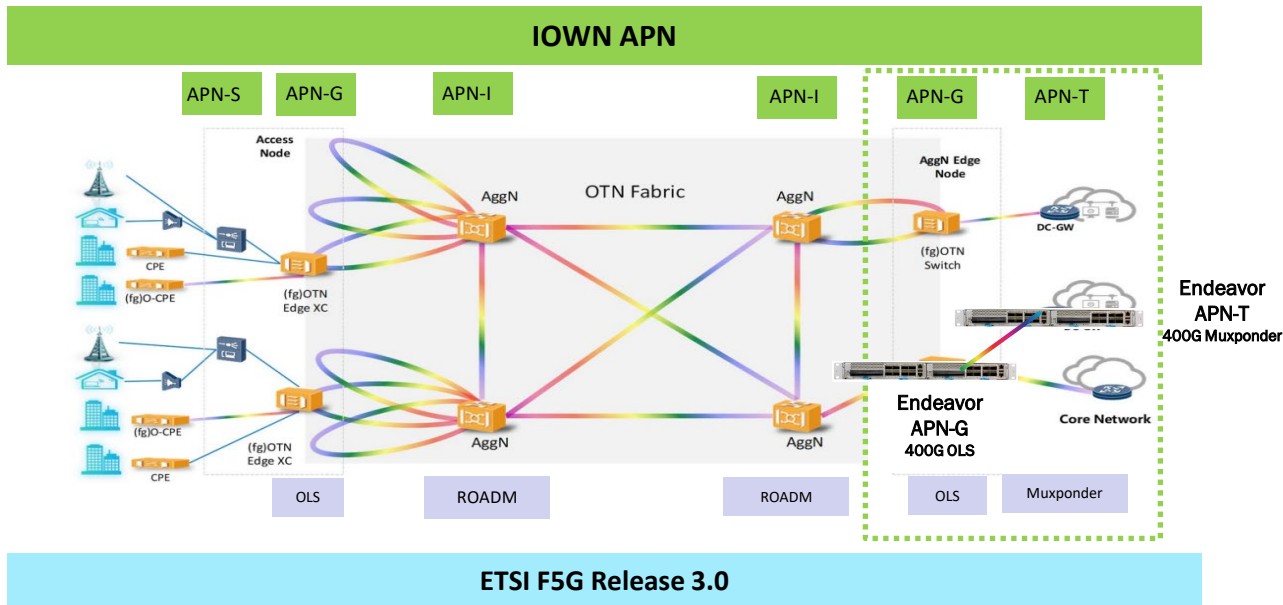 IOWN APN
APN-S
APN-G
APN-I
APN-I
APN-G
APN-T
Access
Node
AggN Edge
Node
AggN
OTN Fabric
AggN
DC-GW
(fg)OTN
Switch
CPE
(fg)O-CPE
(fg)OTN
Edge XC
Endeavor
APN-T
400G Muxponder
Endeavor
APN-G
400G OLS
Core Network
(fg)O-CPE
CPE
(fg)OTN
Edge XC
AggN
AggN
OLS
ROADM
ROADM
OLS
Muxponder
ETSI F5G Release 3.0